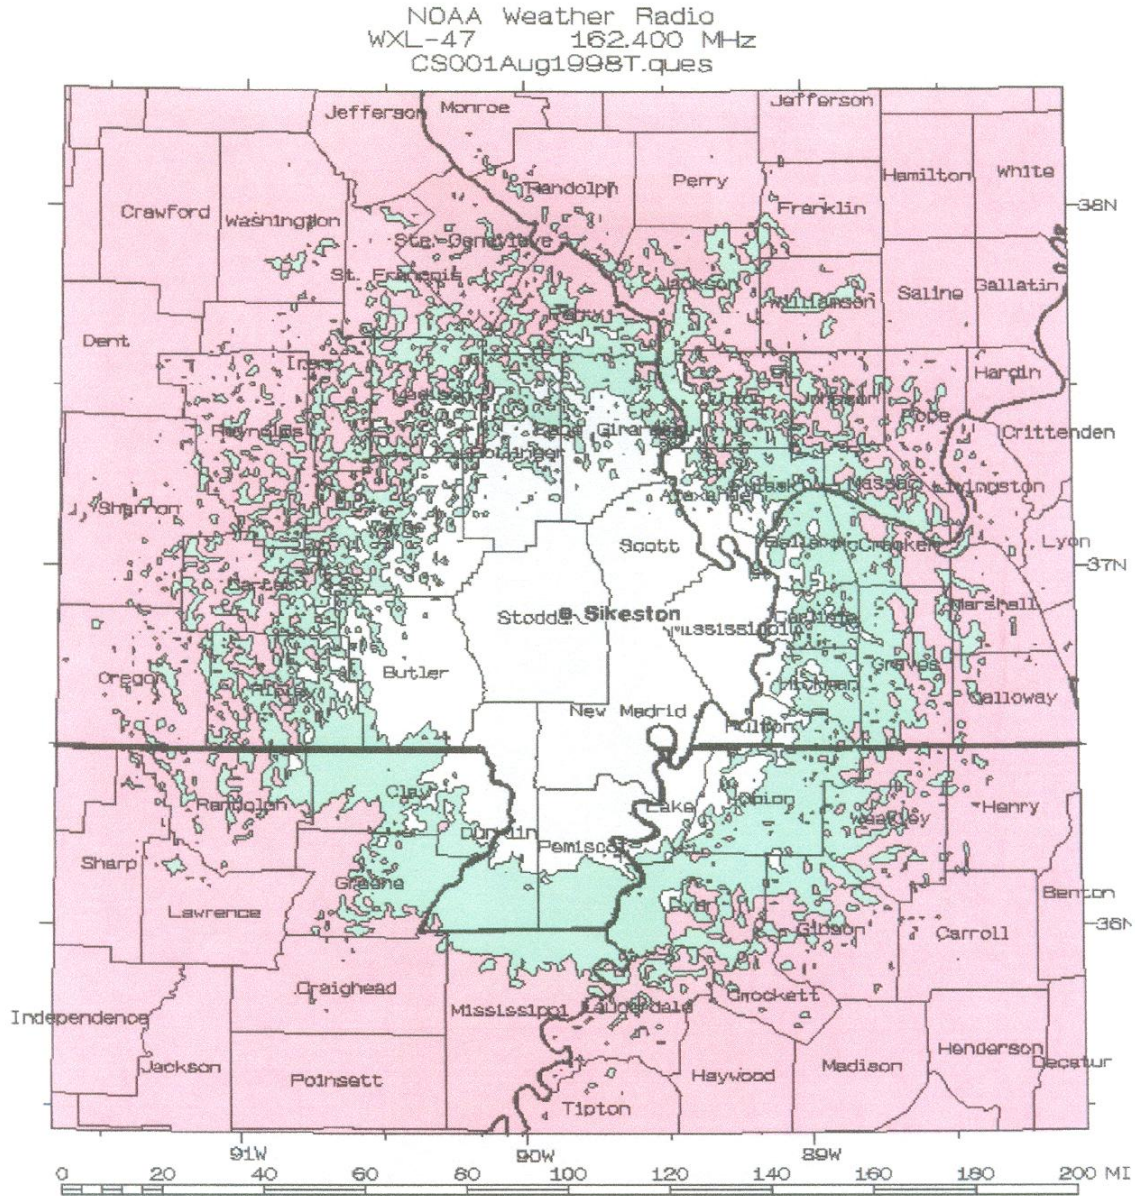 NOAA Weather Radio
WXL-47 162.400 MHz
CS001Aug1998T.ques
Jefferson
Monroe
Jefferson
Randolph
Perry
Hamilton
White
Crawford
Washington
Franklin
38N
Ste. Genevieve
St. Francois
Jackson
Williamson
Saline
Gallatin
Perry
Dent
Iron
Hardin
Madison
Union
Johnson
Pope
Reynolds
Cape Girardeau
Crittenden
Bollinger
Shannon
Alexander
Pulaski
Massac
Livingston
Wayne
Scott
Ballard
McCracken
Lyon
37N
Carter
Marshall
Stodda
Sikeston
Mississippi
Carlisle
Oregon
Ripley
Butler
Graves
Hickman
Calloway
New Madrid
Fulton
Randolph
Clay
Lake
Obion
Henry
Weakley
Sharp
Dunklin
Pemiscot
Greene
Benton
Lawrence
Dyer
Gibson
Carroll
36N
Craighead
Mississippi
Lauderdale
Crockett
Independence
Jackson
Poinsett
Haywood
Madison
Henderson
Decatur
Tipton
91W 90W 89W
0 20 40 60 80 100 120 140 160 180 200 MI